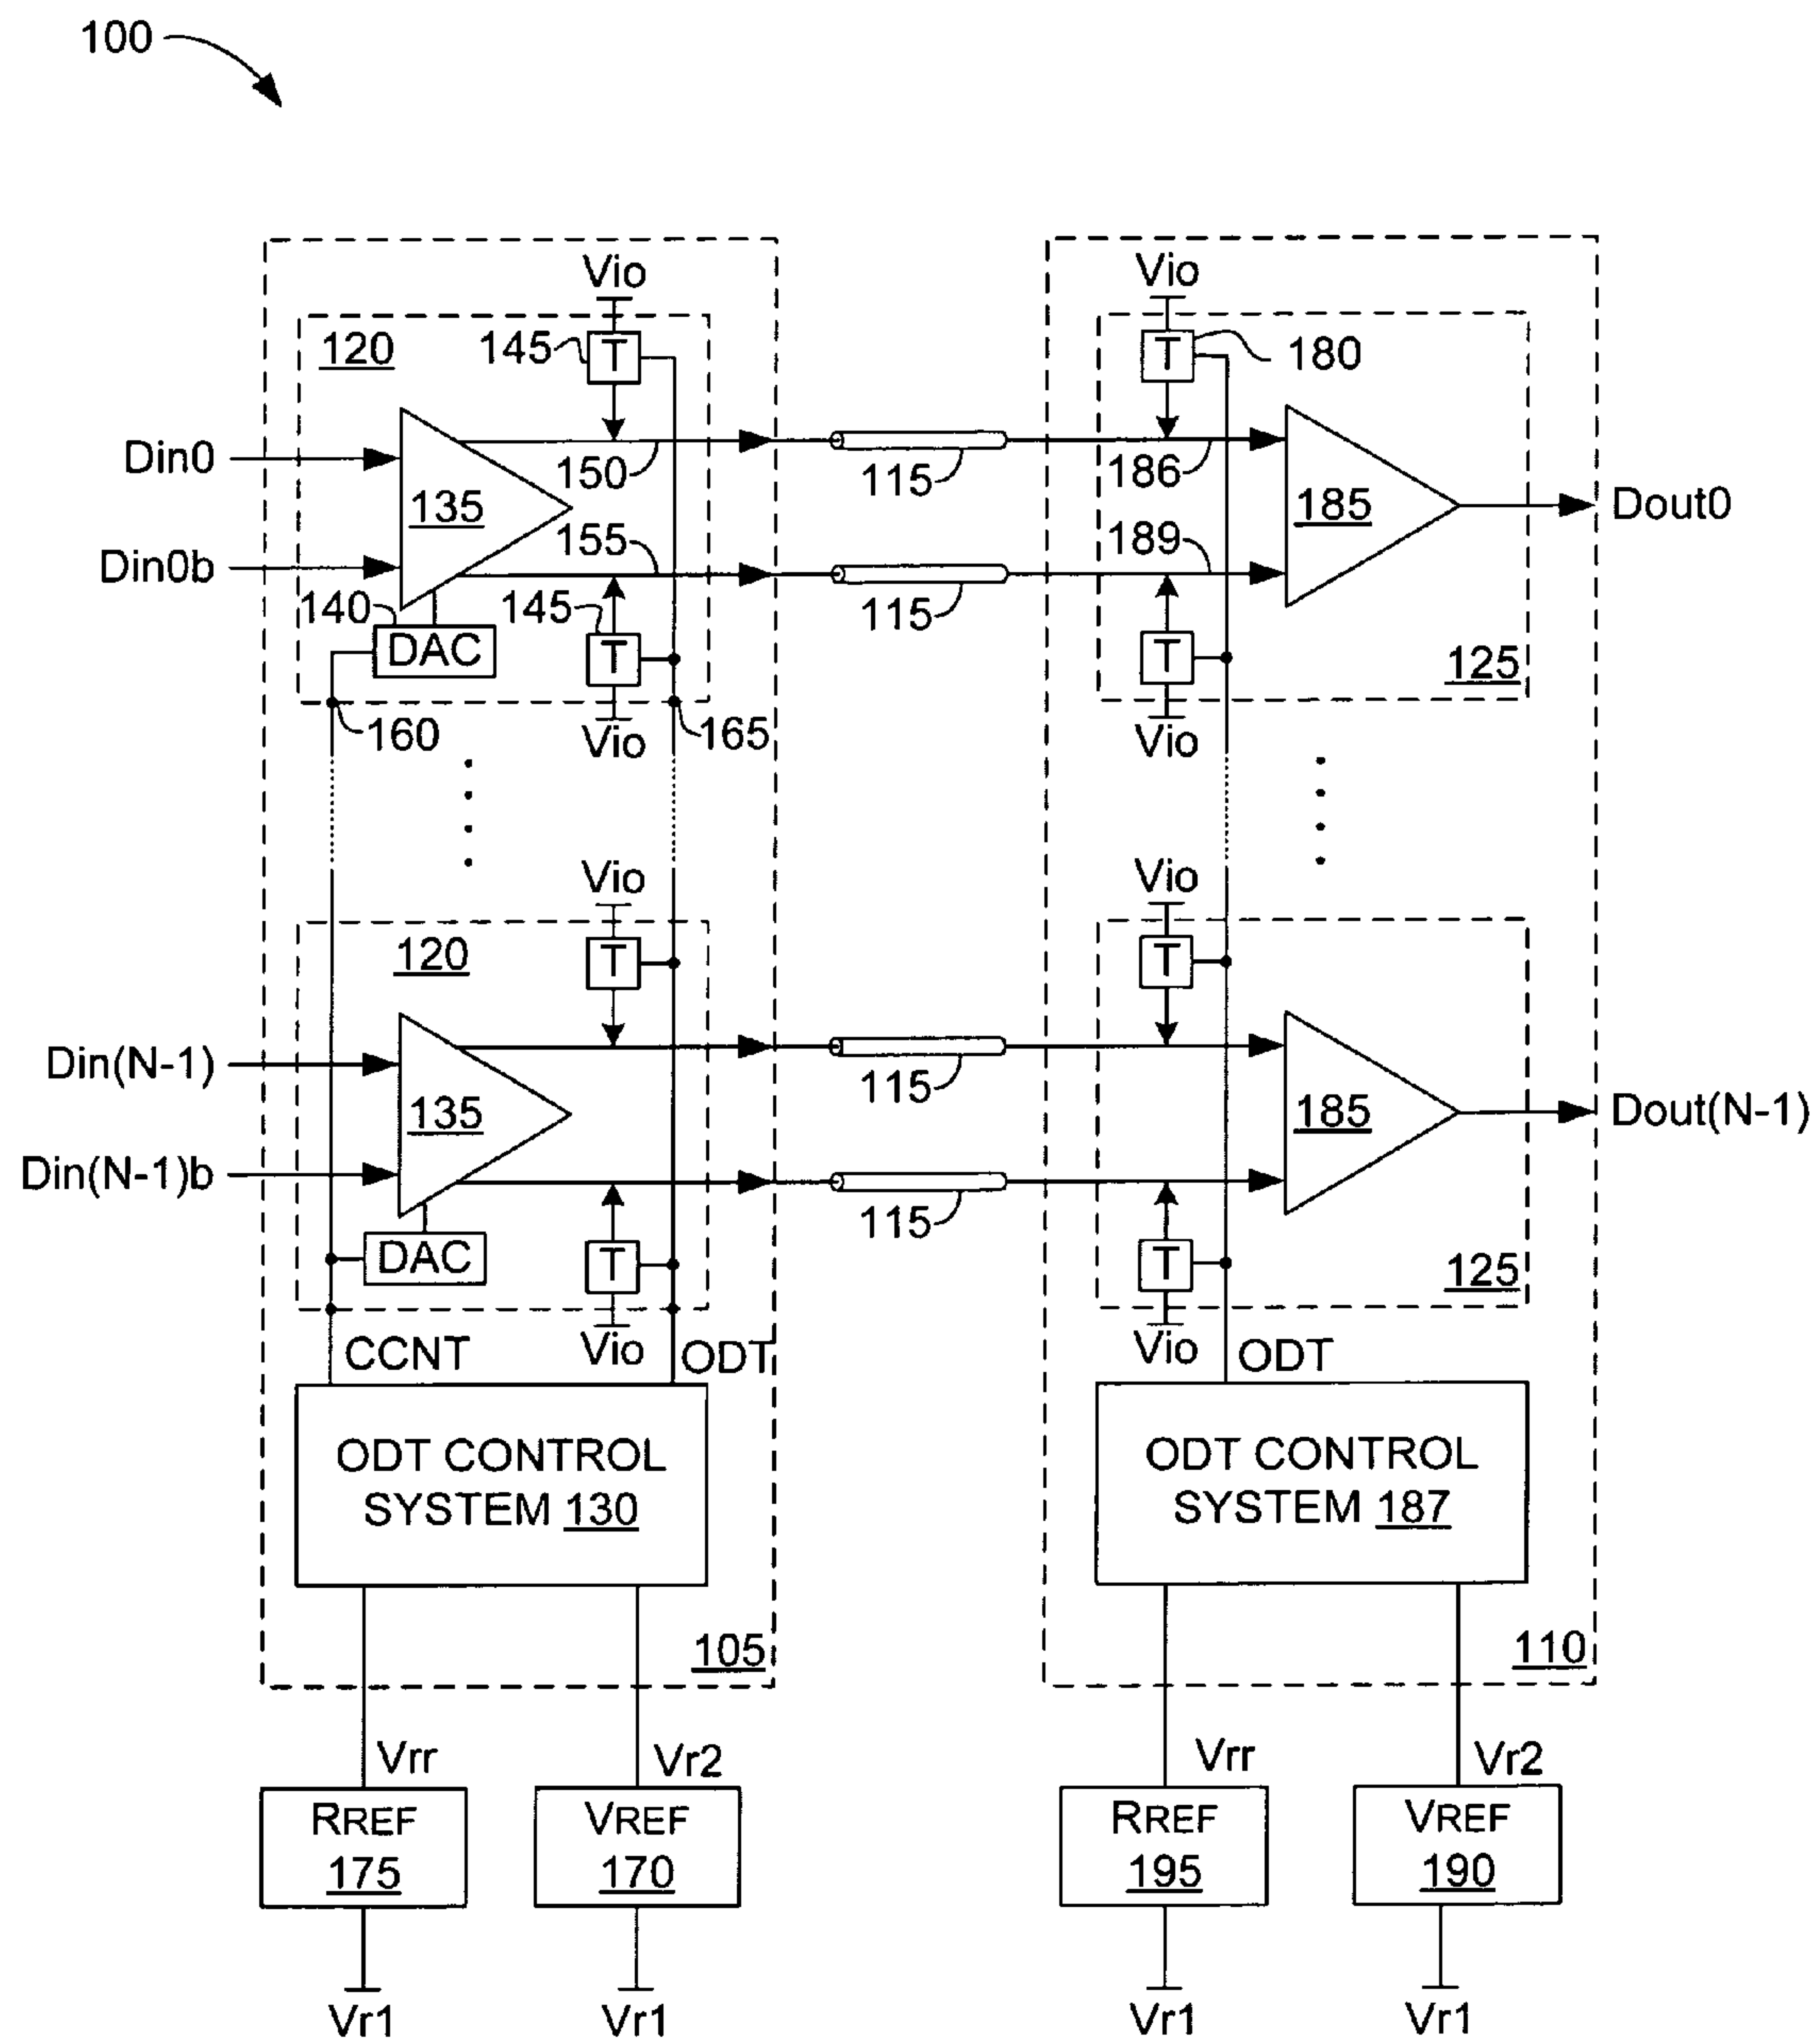 100
Vio Vio
120 145 T T 180
Din0 150 115 186
135 185 Dout0
Din0b 155 115 189
140 DAC 145 T T 125
160 Vio 165 Vio
Vio Vio
120 T T
Din(N-1) 115
135 185 Dout(N-1)
Din(N-1)b 115
DAC T T 125
CCNT Vio ODT Vio ODT
ODT CONTROL ODT CONTROL
SYSTEM 130 SYSTEM 187
105 110
Vrr Vr2 Vrr Vr2
RREF VREF RREF VREF
175 170 195 190
Vr1 Vr1 Vr1 Vr1